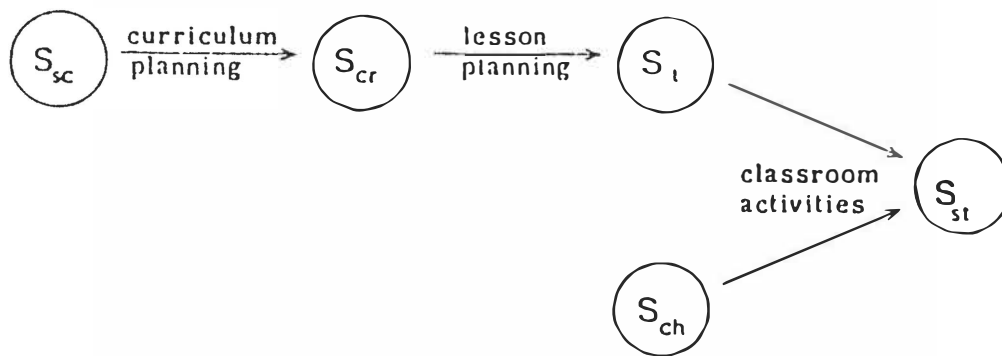 S_sc
curriculum
planning
S_cr
lesson
planning
S_t
classroom
activities
S_st
S_ch